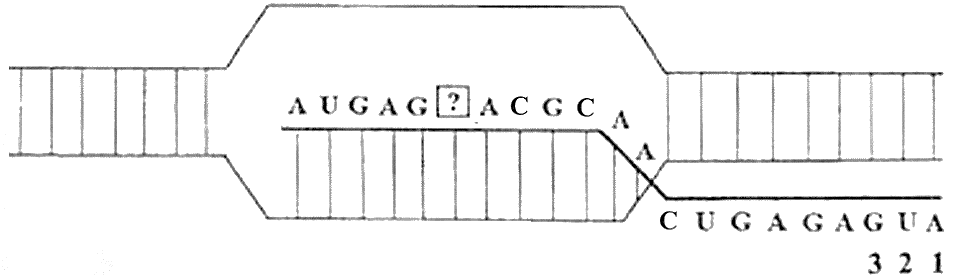 A U G A G ? A C G C A A
C U G A G A G U A
3 2 1